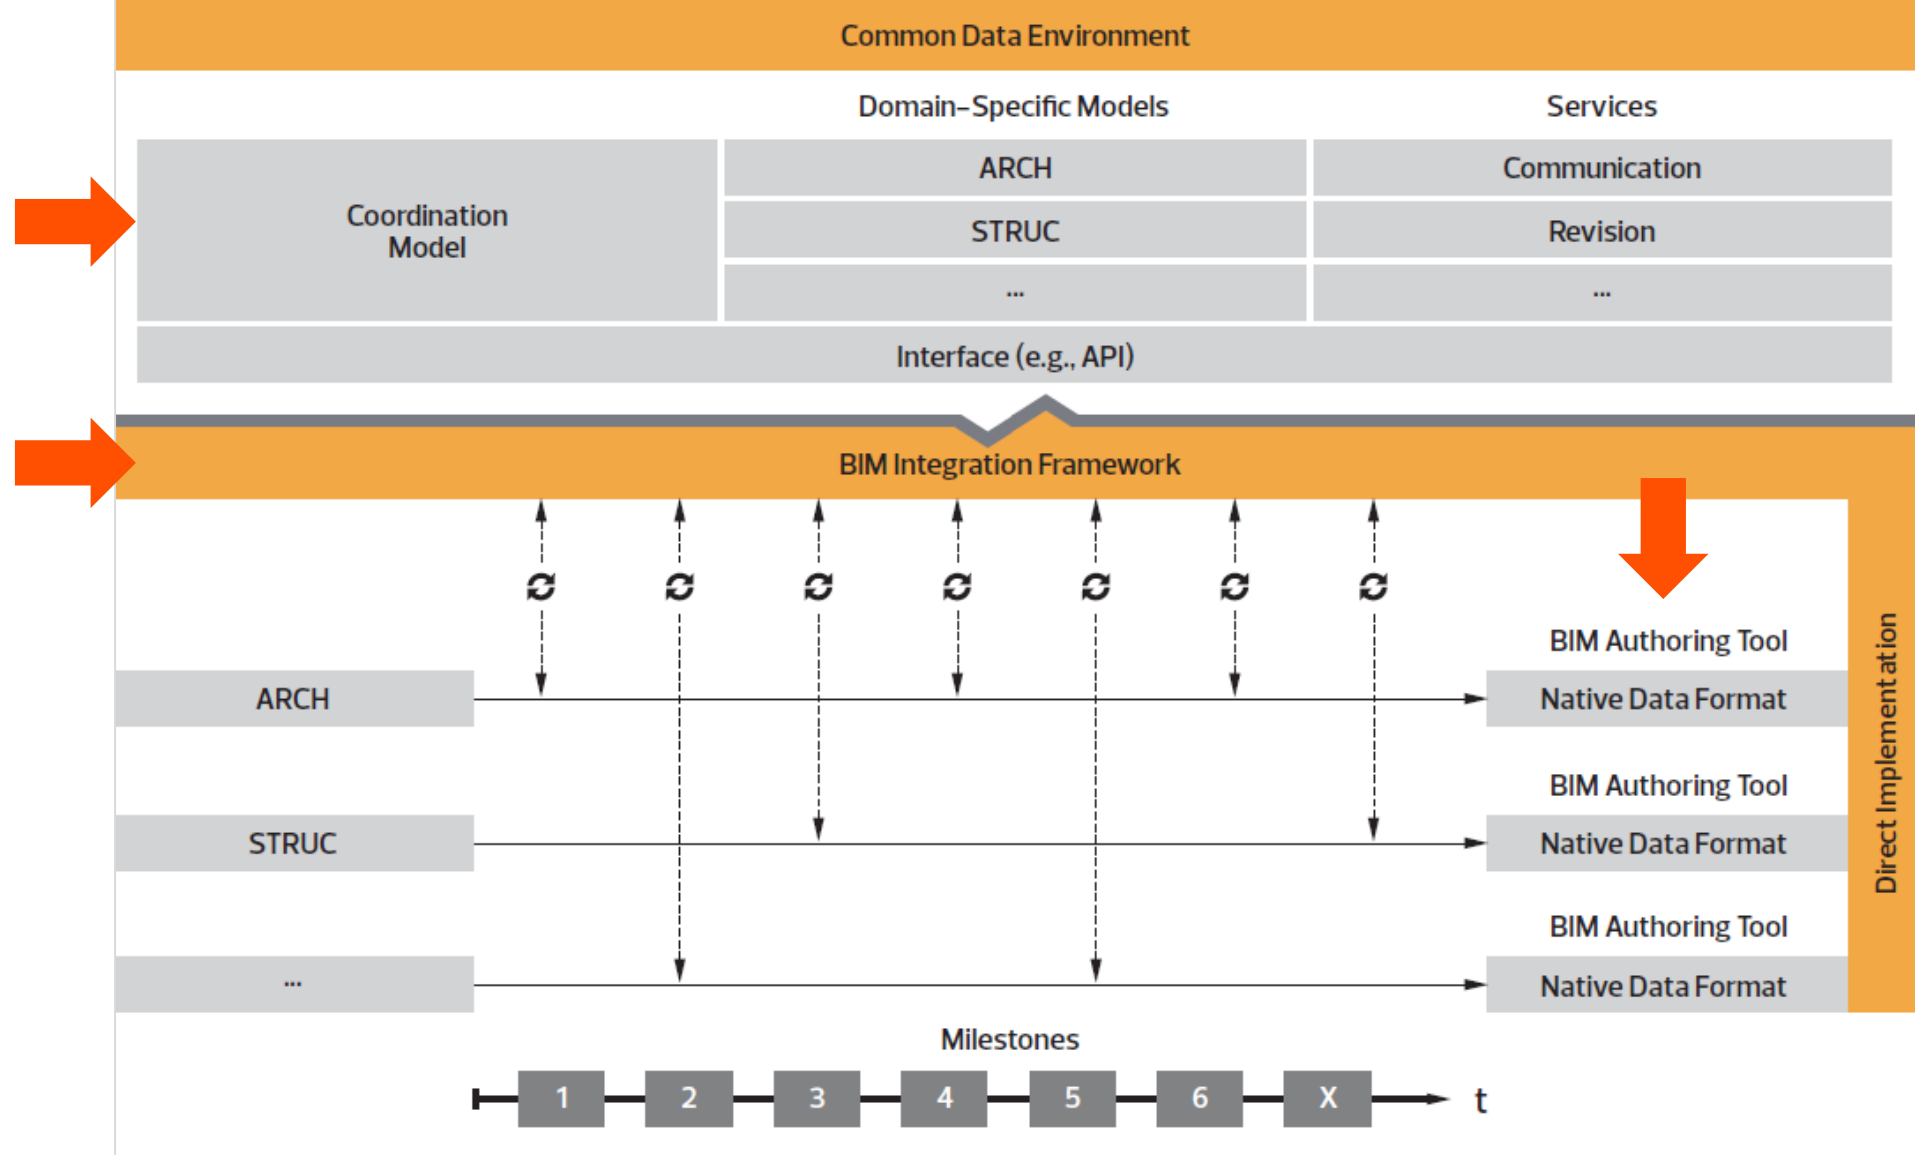 Common Data Environment
Domain-Specific Models
Services
Coordination
Model
ARCH
Communication
STRUC
Revision
...
...
Interface (e.g., API)
BIM Integration Framework
BIM Authoring Tool
ARCH
Native Data Format
BIM Authoring Tool
STRUC
Native Data Format
BIM Authoring Tool
...
Native Data Format
Direct Implementation
Milestones
1 2 3 4 5 6 X t